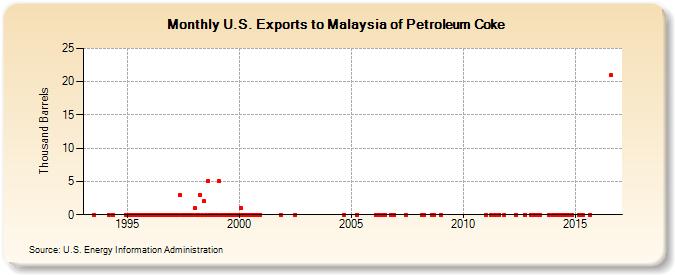 Monthly U.S. Exports to Malaysia of Petroleum Coke
Thousand Barrels
25
20
15
10
5
0
1995 2000 2005 2010 2015
Source: U.S. Energy Information Administration